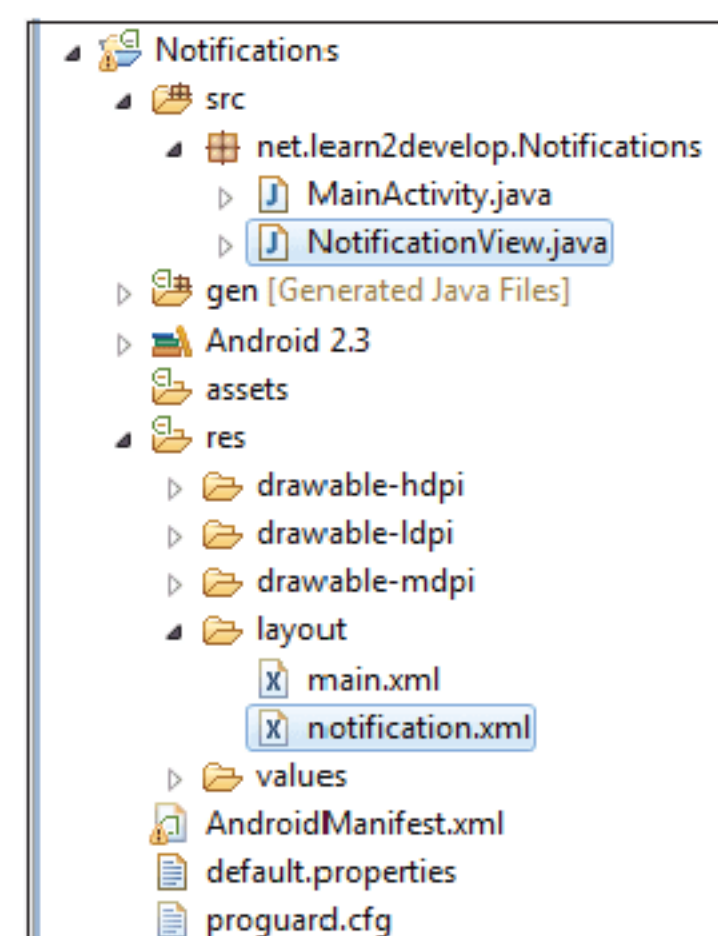 Notifications
src
net.learn2develop.Notifications
MainActivity.java
NotificationView.java
gen [Generated Java Files]
Android 2.3
assets
res
drawable-hdpi
drawable-ldpi
drawable-mdpi
layout
main.xml
notification.xml
values
AndroidManifest.xml
default.properties
proguard.cfg